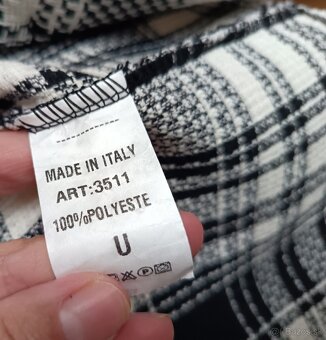 ------------
MADE IN ITALY
ART:3511
100%POLYESTE
U